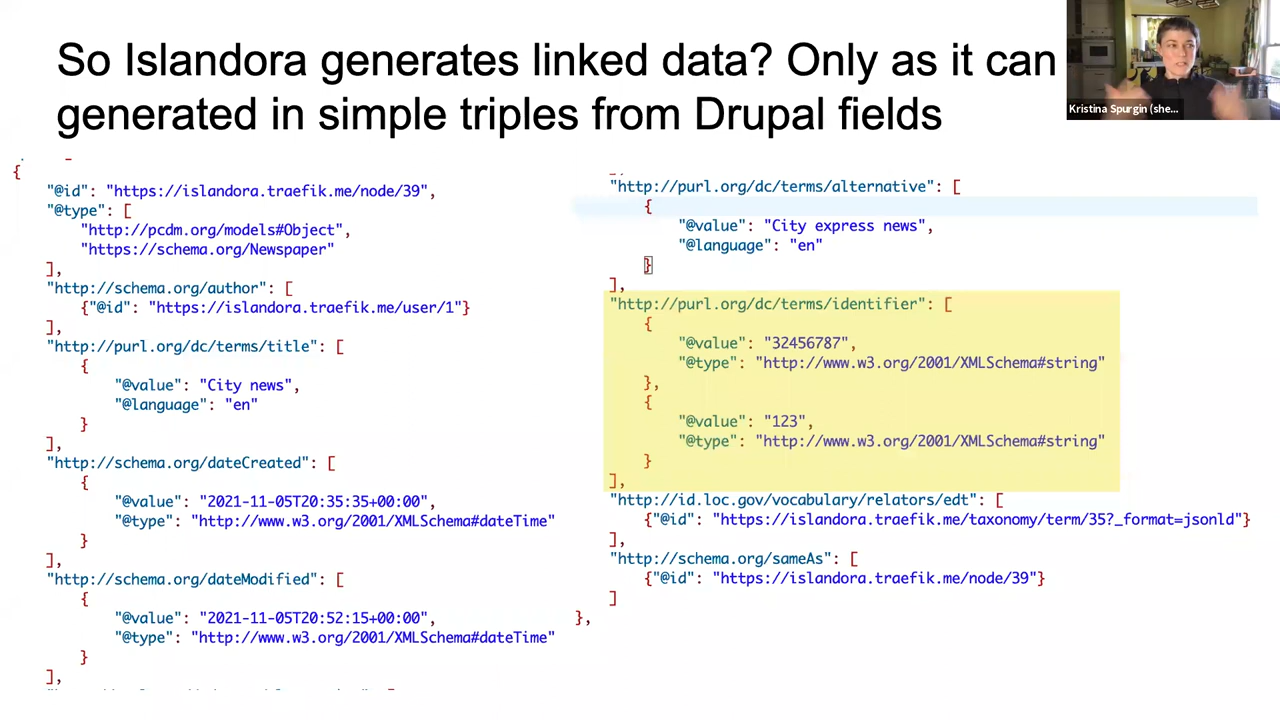 So Islandora generates linked data? Only as it can
generated in simple triples from Drupal fields
Kristina Spurgin (she...
{
"@id": "https://islandora.traefik.me/node/39",
"@type": [
"http://pcdm.org/models#Object",
"https://schema.org/Newspaper"
],
"http://schema.org/author": [
{"@id": "https://islandora.traefik.me/user/1"}
],
"http://purl.org/dc/terms/title": [
{
"@value": "City news",
"@language": "en"
}
],
"http://schema.org/dateCreated": [
{
"@value": "2021-11-05T20:35:35+00:00",
"@type": "http://www.w3.org/2001/XMLSchema#dateTime"
}
],
"http://schema.org/dateModified": [
{
"@value": "2021-11-05T20:52:15+00:00",
"@type": "http://www.w3.org/2001/XMLSchema#dateTime"
}
],
"http://purl.org/dc/terms/alternative": [
{
"@value": "City express news",
"@language": "en"
}
],
"http://purl.org/dc/terms/identifier": [
{
"@value": "32456787",
"@type": "http://www.w3.org/2001/XMLSchema#string"
},
{
"@value": "123",
"@type": "http://www.w3.org/2001/XMLSchema#string"
}
],
"http://id.loc.gov/vocabulary/relators/edt": [
{"@id": "https://islandora.traefik.me/taxonomy/term/35?_format=jsonld"}
],
"http://schema.org/sameAs": [
{"@id": "https://islandora.traefik.me/node/39"}
]
},